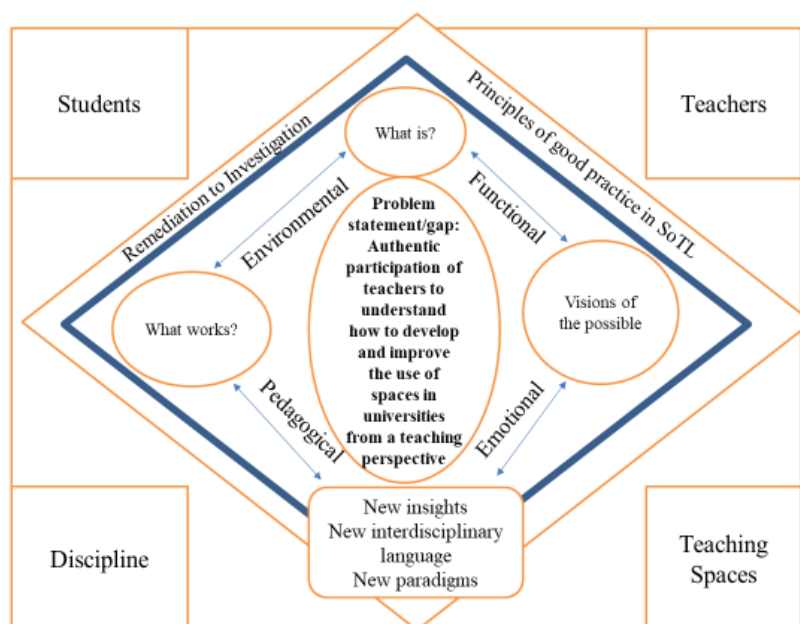 Students
Teachers
Remediation to Investigation
Principles of good practice in SoTL
What is?
Environmental
Functional
Problem
statement/gap:
Authentic
participation of
teachers to
understand
how to develop
and improve
the use of
spaces in
universities
from a teaching
perspective
What works?
Visions of
the possible
Pedagogical
Emotional
New insights
New interdisciplinary
language
New paradigms
Discipline
Teaching
Spaces